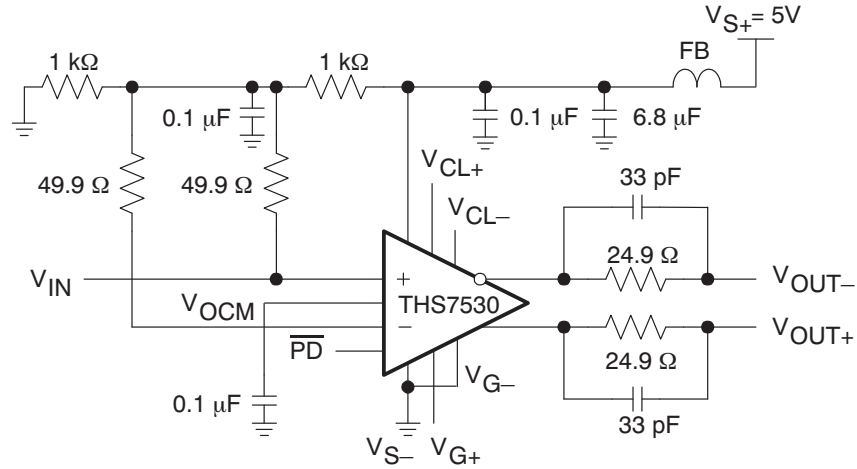 V_S+ = 5V
FB
1 kΩ
1 kΩ
0.1 μF
0.1 μF
6.8 μF
49.9 Ω
49.9 Ω
V_CL+
V_CL−
33 pF
24.9 Ω
V_IN
+
THS7530
V_OUT−
V_OCM
−
V_OUT+
P̅D̅
24.9 Ω
V_G−
0.1 μF
33 pF
V_S−
V_G+